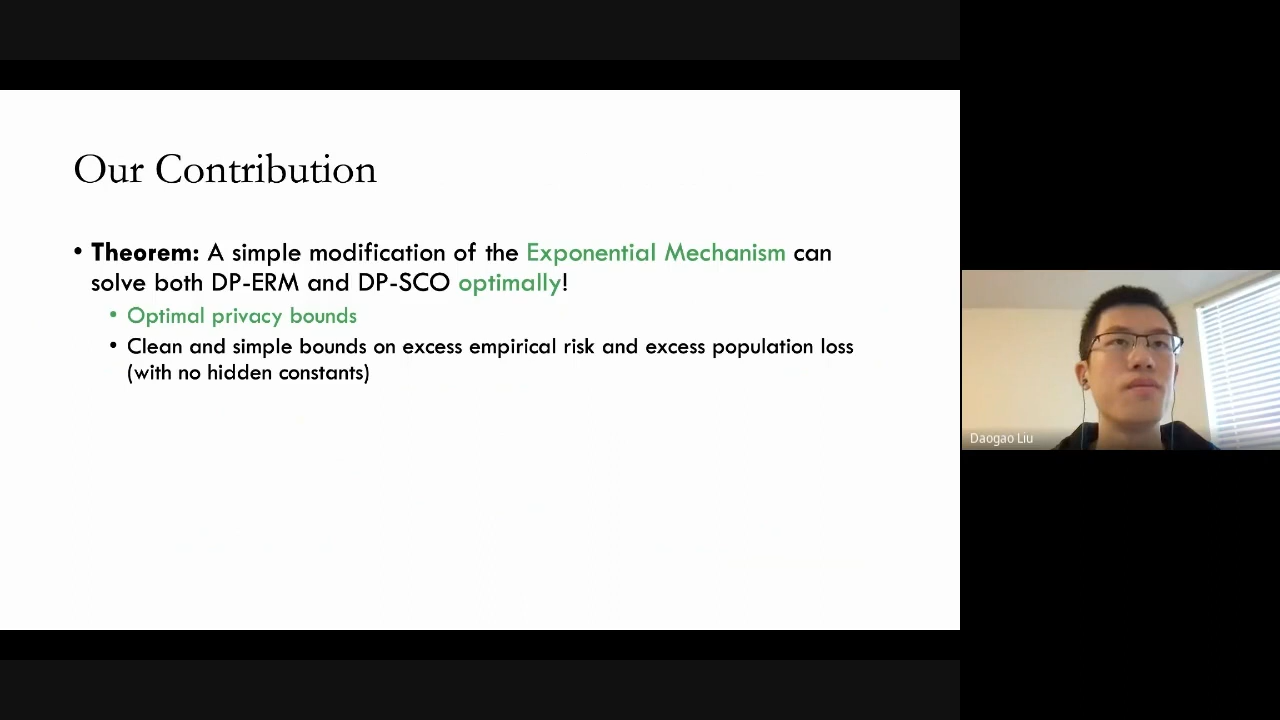 Our Contribution
• Theorem: A simple modification of the Exponential Mechanism can
solve both DP-ERM and DP-SCO optimally!
• Optimal privacy bounds
• Clean and simple bounds on excess empirical risk and excess population loss
(with no hidden constants)
Daogao Liu